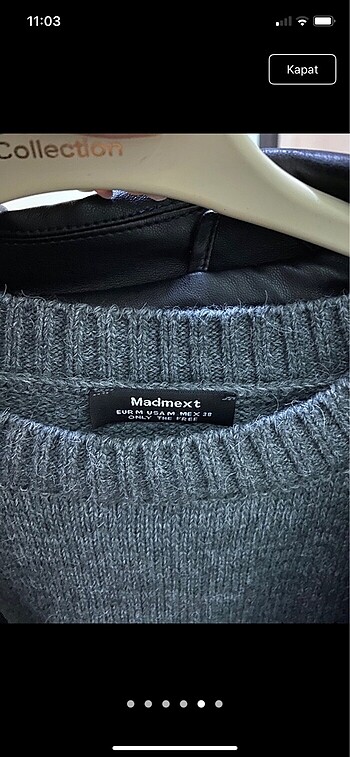 11:03
Kapat
Collection
Madmext
EUR M USA M MEX 38
ONLY THE FREE